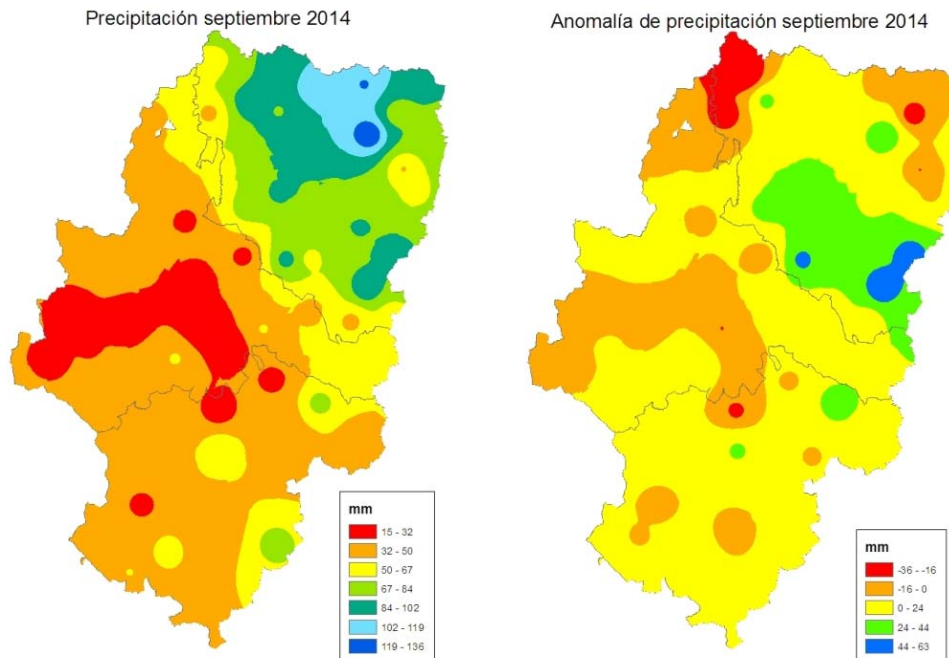 Precipitación septiembre 2014
Anomalía de precipitación septiembre 2014
mm
15 - 32
32 - 50
50 - 67
67 - 84
84 - 102
102 - 119
119 - 136
mm
-36 - -16
-16 - 0
0 - 24
24 - 44
44 - 63